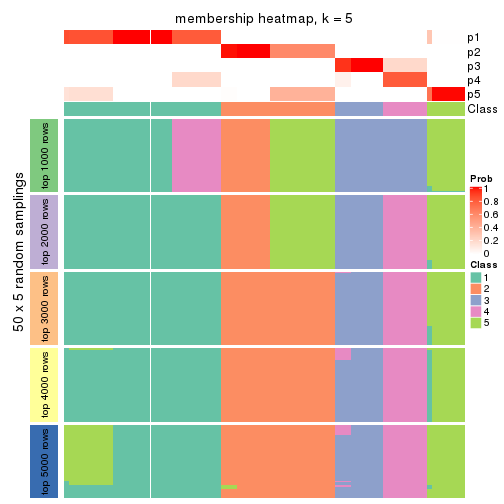 membership heatmap, k = 5
p1
p2
p3
p4
p5
Class
50 x 5 random samplings
top 1000 rows
top 2000 rows
top 3000 rows
top 4000 rows
top 5000 rows
Prob
1
0.8
0.6
0.4
0.2
0
Class
1
2
3
4
5